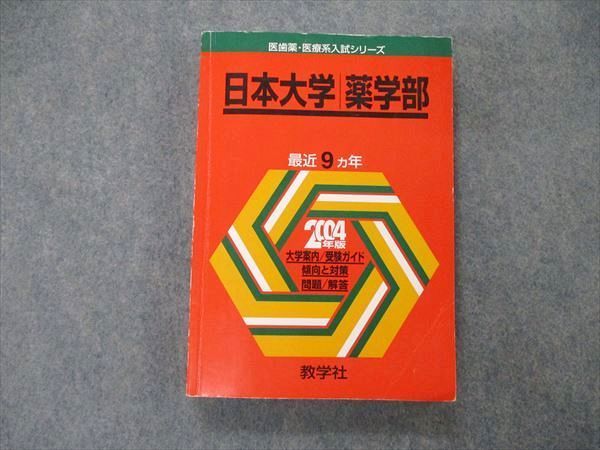 医歯薬・医療系入試シリーズ
日本大学|薬学部
最近9ヵ年
2004年版
大学案内/受験ガイド
傾向と対策
問題/解答
教学社